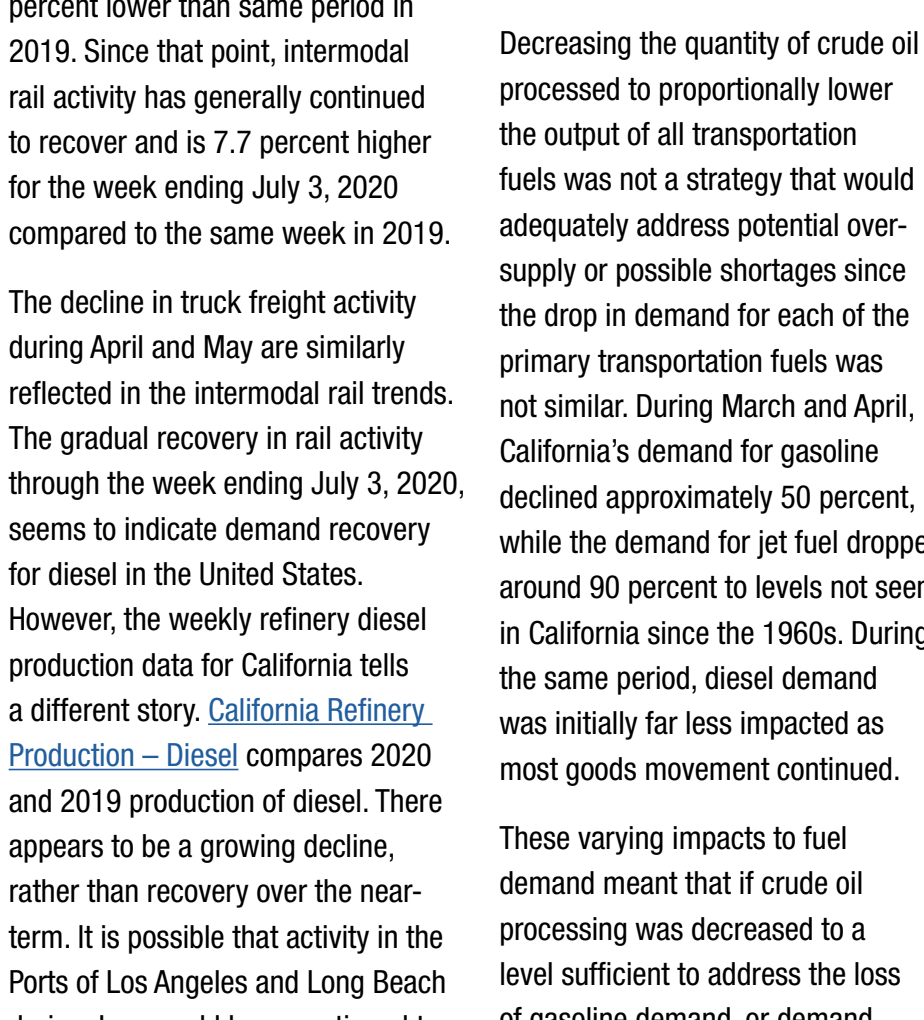 percent lower than same period in
2019. Since that point, intermodal
rail activity has generally continued
to recover and is 7.7 percent higher
for the week ending July 3, 2020
compared to the same week in 2019.
The decline in truck freight activity
during April and May are similarly
reflected in the intermodal rail trends.
The gradual recovery in rail activity
through the week ending July 3, 2020,
seems to indicate demand recovery
for diesel in the United States.
However, the weekly refinery diesel
production data for California tells
a different story. California Refinery
Production – Diesel compares 2020
and 2019 production of diesel. There
appears to be a growing decline,
rather than recovery over the near-
term. It is possible that activity in the
Ports of Los Angeles and Long Beach
Decreasing the quantity of crude oil
processed to proportionally lower
the output of all transportation
fuels was not a strategy that would
adequately address potential over-
supply or possible shortages since
the drop in demand for each of the
primary transportation fuels was
not similar. During March and April,
California’s demand for gasoline
declined approximately 50 percent,
while the demand for jet fuel droppe
around 90 percent to levels not seen
in California since the 1960s. During
the same period, diesel demand
was initially far less impacted as
most goods movement continued.
These varying impacts to fuel
demand meant that if crude oil
processing was decreased to a
level sufficient to address the loss
of gasoline demand, or demand